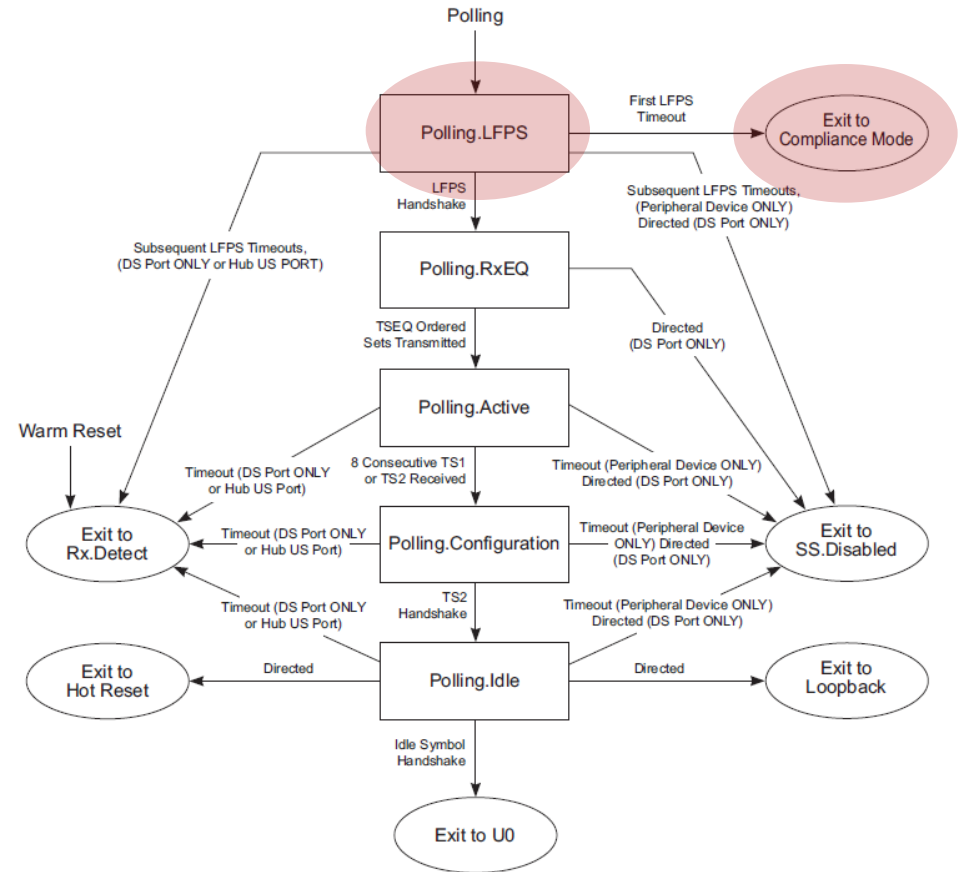 Polling
Polling.LFPS
First LFPS
Timeout
Exit to
Compliance Mode
LFPS
Handshake
Subsequent LFPS Timeouts,
(Peripheral Device ONLY)
Directed (DS Port ONLY)
Subsequent LFPS Timeouts,
(DS Port ONLY or Hub US PORT)
Polling.RxEQ
TSEQ Ordered
Sets Transmitted
Directed
(DS Port ONLY)
Polling.Active
Warm Reset
Timeout (DS Port ONLY
or Hub US Port)
8 Consecutive TS1
or TS2 Received
Timeout (Peripheral Device ONLY)
Directed (DS Port ONLY)
Exit to
Rx.Detect
Timeout (DS Port ONLY
or Hub US Port)
Polling.Configuration
Timeout (Peripheral Device
ONLY) Directed
(DS Port ONLY)
Exit to
SS.Disabled
Timeout (DS Port ONLY
or Hub US Port)
TS2
Handshake
Timeout (Peripheral Device ONLY)
Directed (DS Port ONLY)
Exit to
Hot Reset
Directed
Polling.Idle
Directed
Exit to
Loopback
Idle Symbol
Handshake
Exit to U0